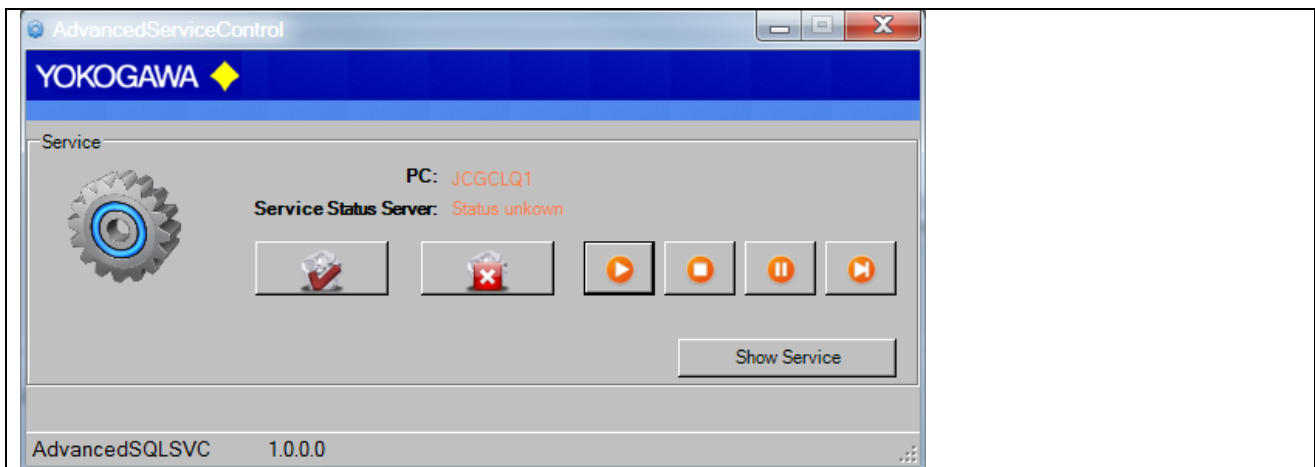 AdvancedServiceControl
YOKOGAWA
Service
PC: JCGCLQ1
Service Status Server: Status unkown
Show Service
AdvancedSQLSVC 1.0.0.0